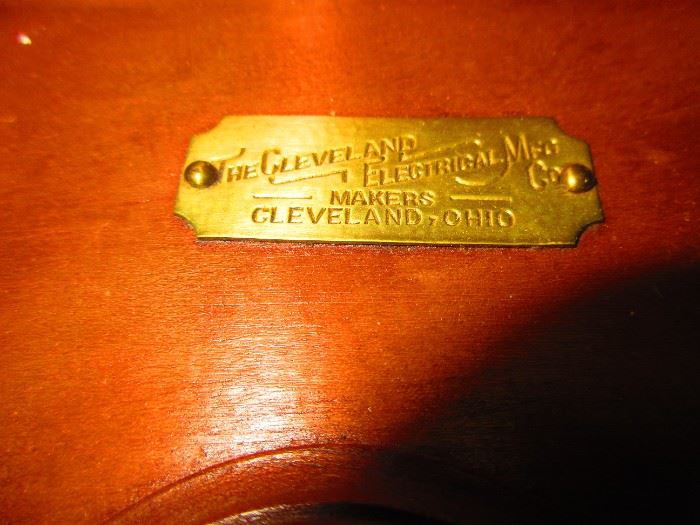 THE CLEVELAND
ELECTRICAL MFG
CO
MAKERS
CLEVELAND, OHIO